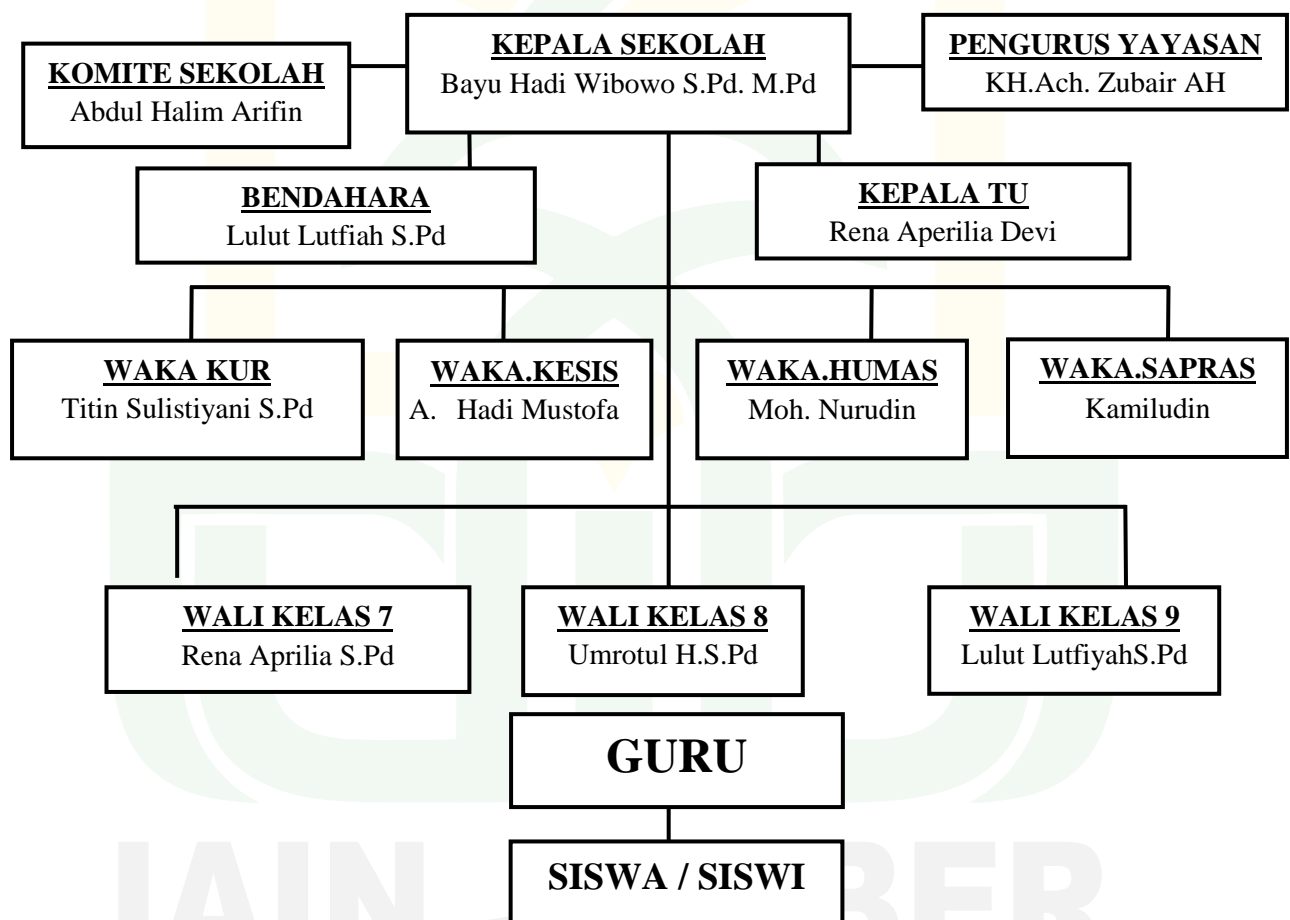 KEPALA SEKOLAH
Bayu Hadi Wibowo S.Pd. M.Pd
PENGURUS YAYASAN
KH.Ach. Zubair AH
KOMITE SEKOLAH
Abdul Halim Arifin
BENDAHARA
Lulut Lutfiah S.Pd
KEPALA TU
Rena Aperilia Devi
WAKA KUR
Titin Sulistiyani S.Pd
WAKA.KESIS
A. Hadi Mustofa
WAKA.HUMAS
Moh. Nurudin
WAKA.SAPRAS
Kamiludin
WALI KELAS 7
Rena Aprilia S.Pd
WALI KELAS 8
Umrotul H.S.Pd
WALI KELAS 9
Lulut LutfiyahS.Pd
GURU
SISWA / SISWI
IAIN